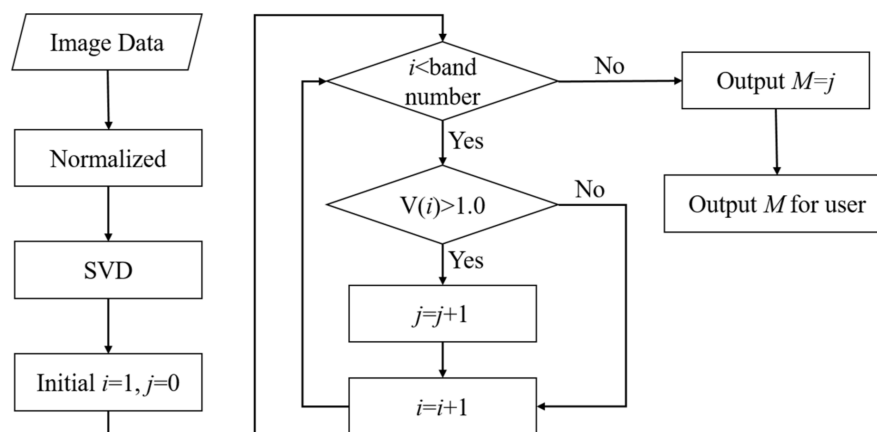 Image Data
Normalized
SVD
Initial i=1, j=0
i<band
number
Yes
No
V(i)>1.0
Yes
No
j=j+1
i=i+1
Output M=j
Output M for user